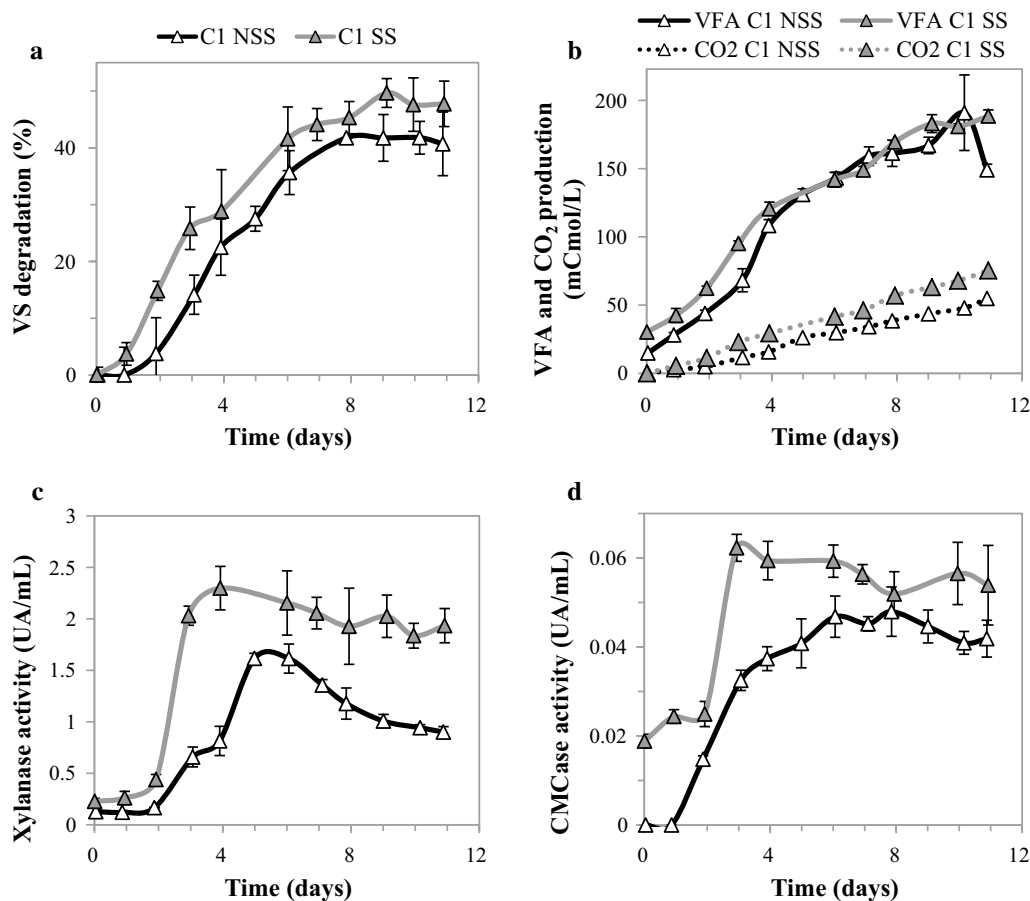 C1 NSS C1 SS
a
VS degradation (%)
40
20
0
0 4 8 12
Time (days)
VFA C1 NSS VFA C1 SS
CO2 C1 NSS CO2 C1 SS
b
VFA and CO₂ production
(mCmol/L)
200
150
100
50
0
0 4 8 12
Time (days)
c
Xylanase activity (UA/mL)
3
2.5
2
1.5
1
0.5
0
0 4 8 12
Time (days)
d
CMCase activity (UA/mL)
0.06
0.04
0.02
0
0 4 8 12
Time (days)